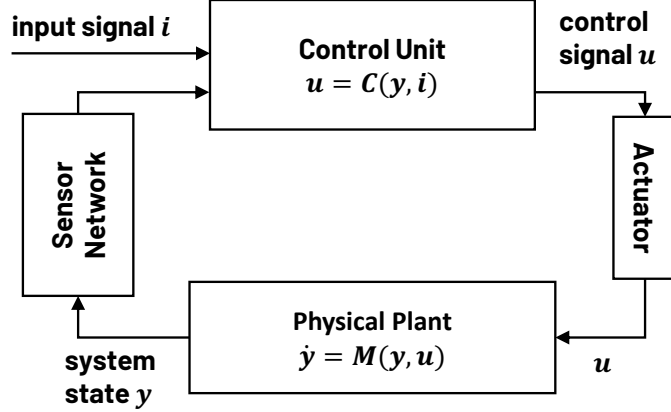 input signal i
Control Unit
u = C(y, i)
control
signal u
Sensor
Network
Actuator
Physical Plant
ẏ = M(y, u)
system
state y
u